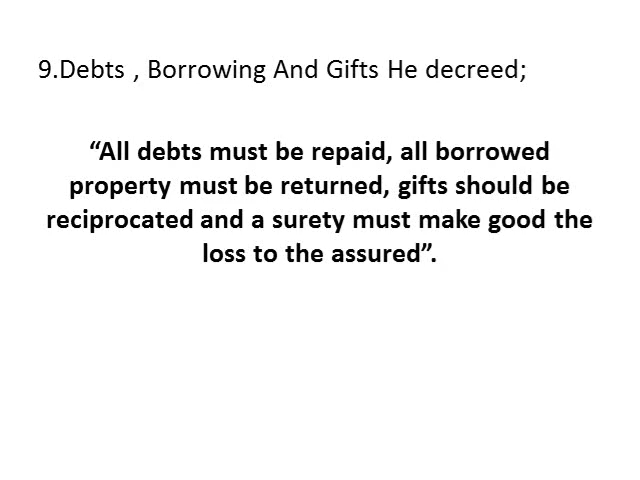 9.Debts , Borrowing And Gifts He decreed;
“All debts must be repaid, all borrowed
property must be returned, gifts should be
reciprocated and a surety must make good the
loss to the assured”.